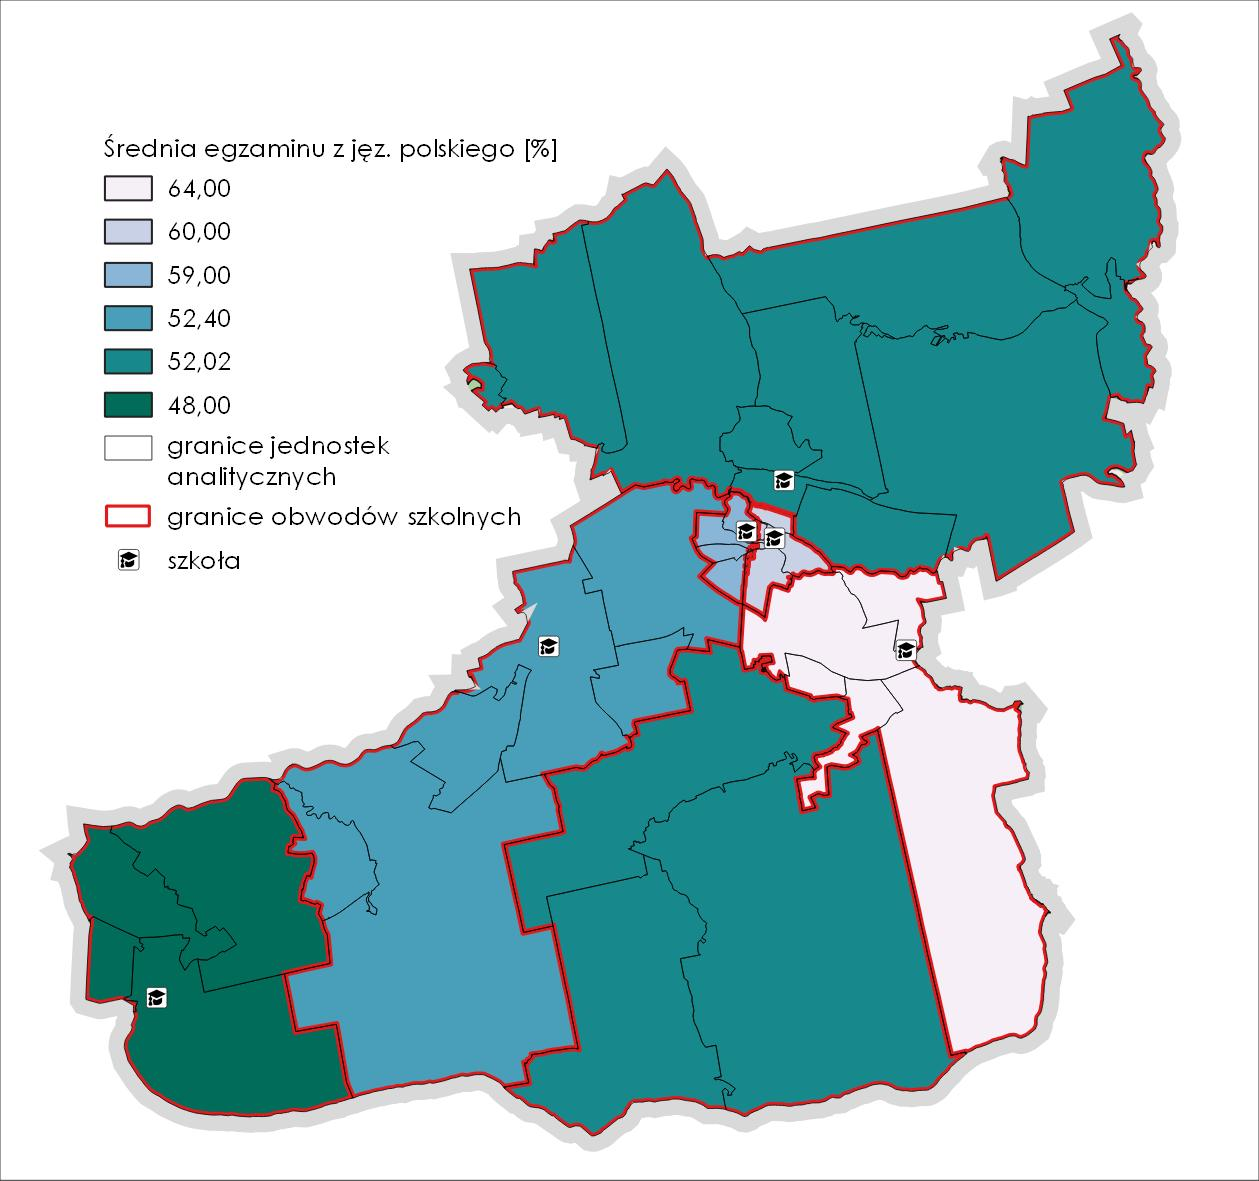 Średnia egzaminu z jęz. polskiego [%]
64,00
60,00
59,00
52,40
52,02
48,00
granice jednostek
analitycznych
granice obwodów szkolnych
szkoła